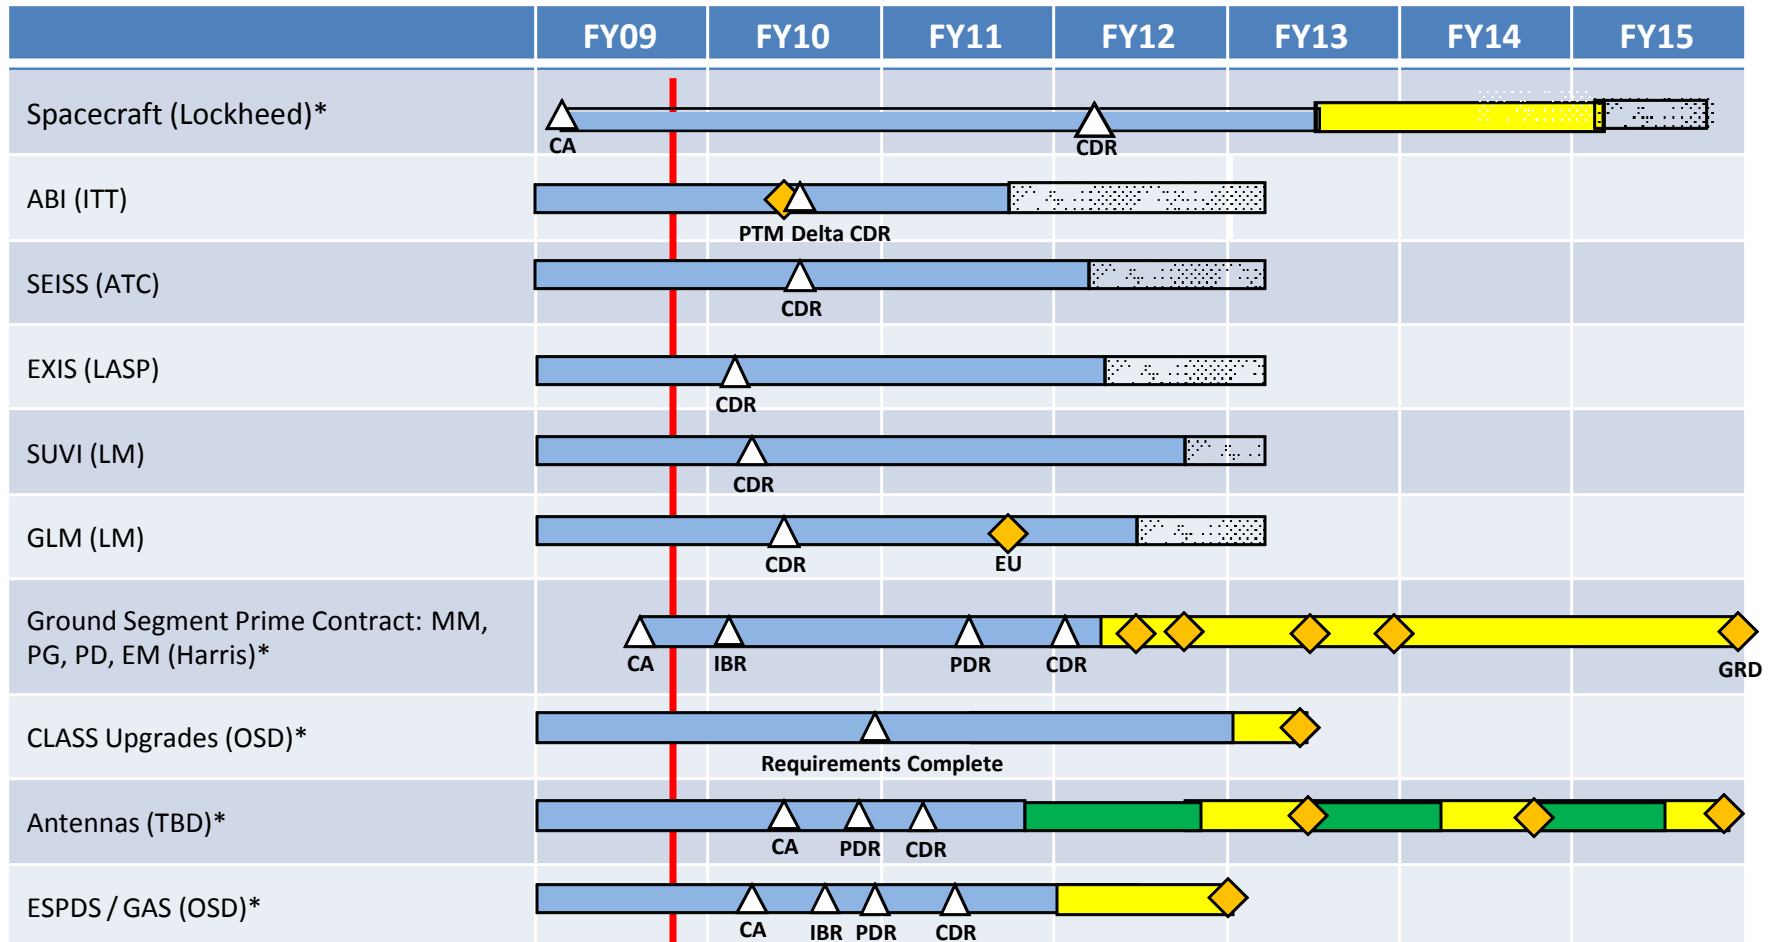 FY09 FY10 FY11 FY12 FY13 FY14 FY15
Spacecraft (Lockheed)*
CA CDR
ABI (ITT)
PTM Delta CDR
SEISS (ATC)
CDR
EXIS (LASP)
CDR
SUVI (LM)
CDR
GLM (LM)
CDR EU
Ground Segment Prime Contract: MM,
PG, PD, EM (Harris)*
CA IBR PDR CDR GRD
CLASS Upgrades (OSD)*
Requirements Complete
Antennas (TBD)*
CA PDR CDR
ESPDS / GAS (OSD)*
CA IBR PDR CDR